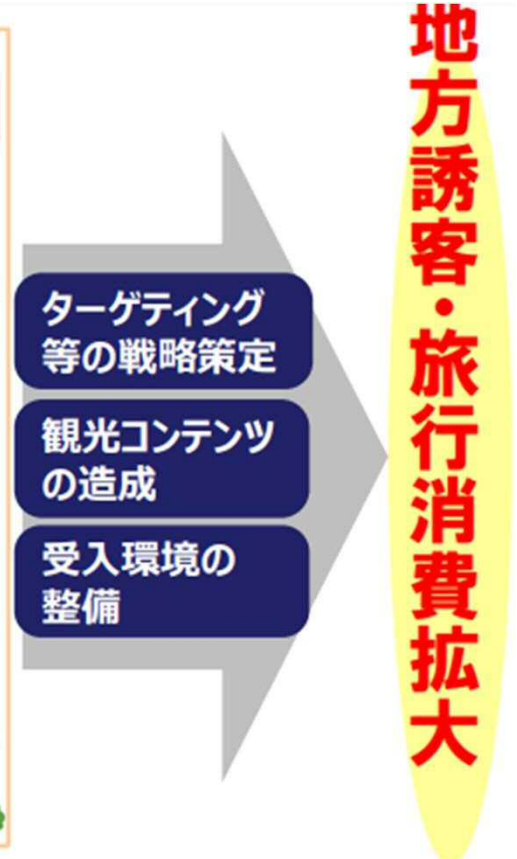 ターゲティング
等の戦略策定
観光コンテンツ
の造成
受入環境の
整備
地方誘客・旅行消費拡大